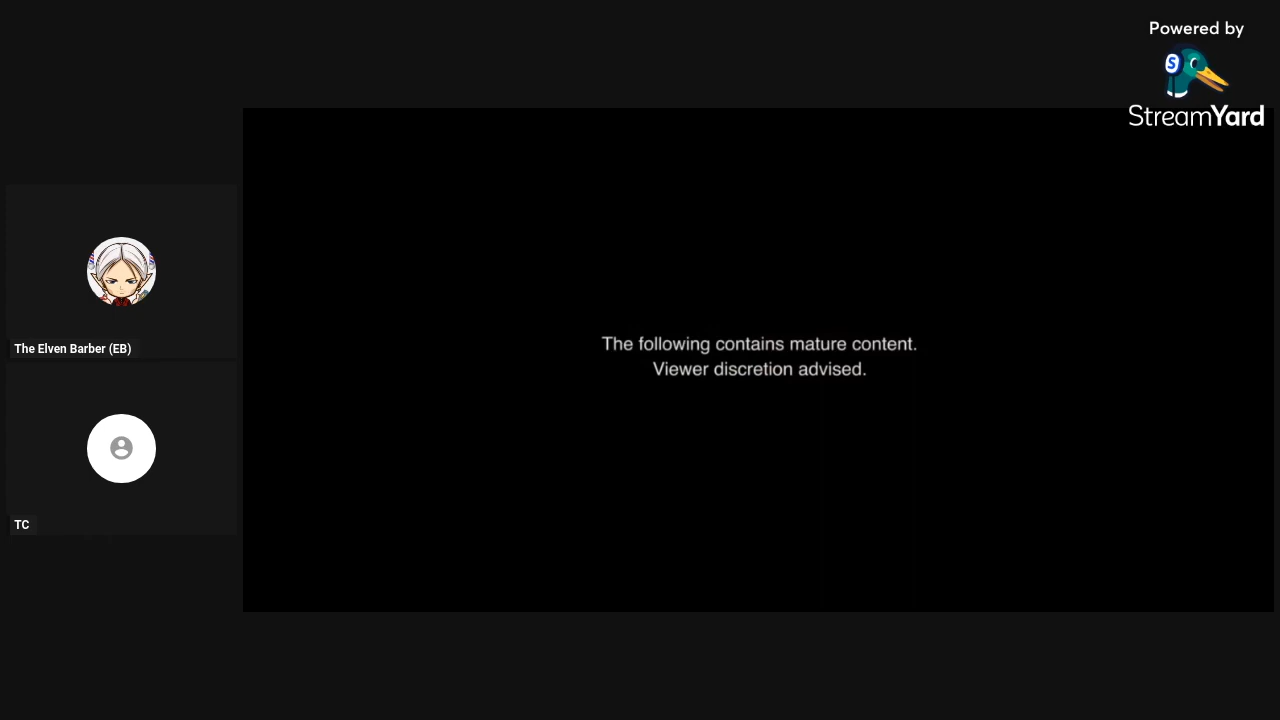 Powered by
S
StreamYard
The Elven Barber (EB)
The following contains mature content.
Viewer discretion advised.
TC